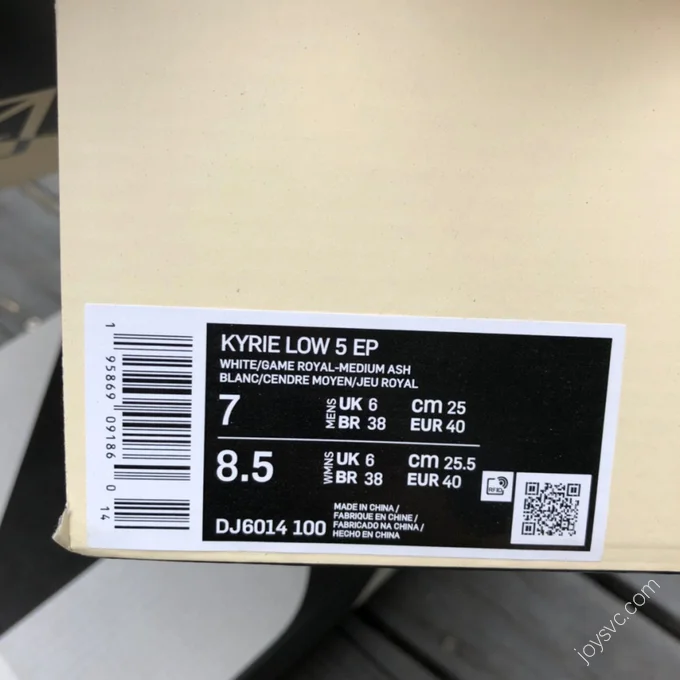 KYRIE LOW 5 EP
WHITE/GAME ROYAL-MEDIUM ASH
BLANC/CENDRE MOYEN/JEU ROYAL
7 MENS UK 6 cm 25
BR 38 EUR 40
8.5 WMNS UK 6 cm 25.5
BR 38 EUR 40
RFID
DJ6014 100
MADE IN CHINA /
FABRIQUE EN CHINE /
FABRICADO NA CHINA /
HECHO EN CHINA
1 95869 09186 0 14
joysvc.com